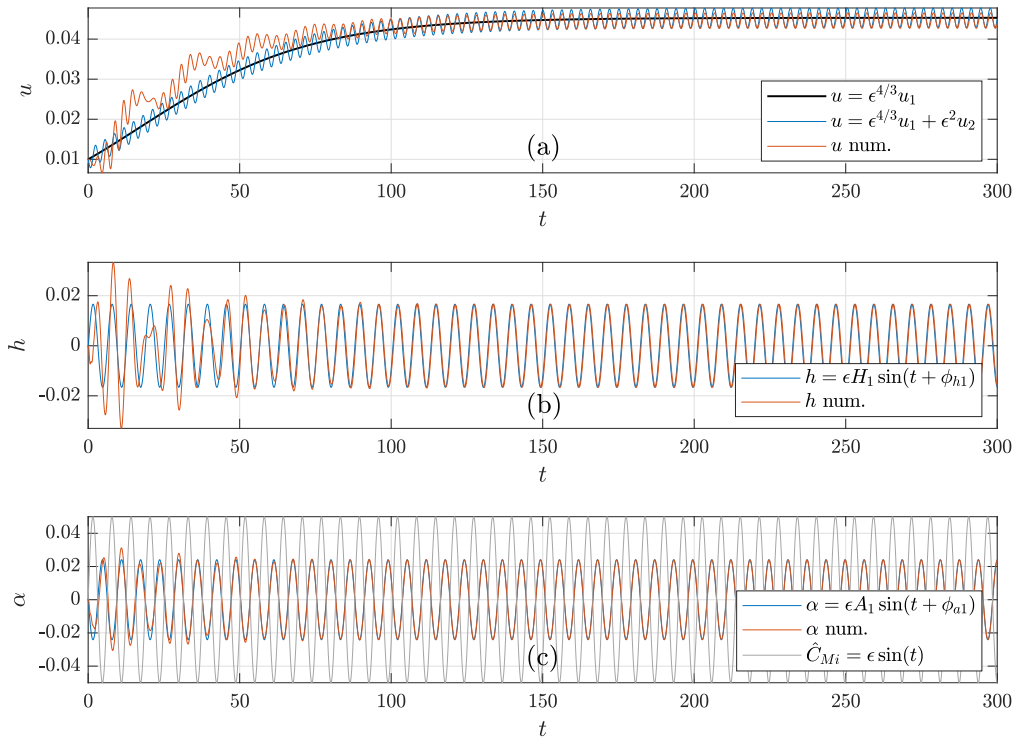 0.04
0.03
0.02
0.01
u
u = ϵ^{4/3}u_1
u = ϵ^{4/3}u_1 + ϵ^2u_2
u num.
(a)
0 50 100 150 200 250 300
t
0.02
0
-0.02
h
h = ϵH_1 sin(t + ϕ_{h1})
h num.
(b)
0 50 100 150 200 250 300
t
0.04
0.02
0
-0.02
-0.04
α
α = ϵA_1 sin(t + ϕ_{a1})
α num.
Ĉ_{Mi} = ϵ sin(t)
(c)
0 50 100 150 200 250 300
t